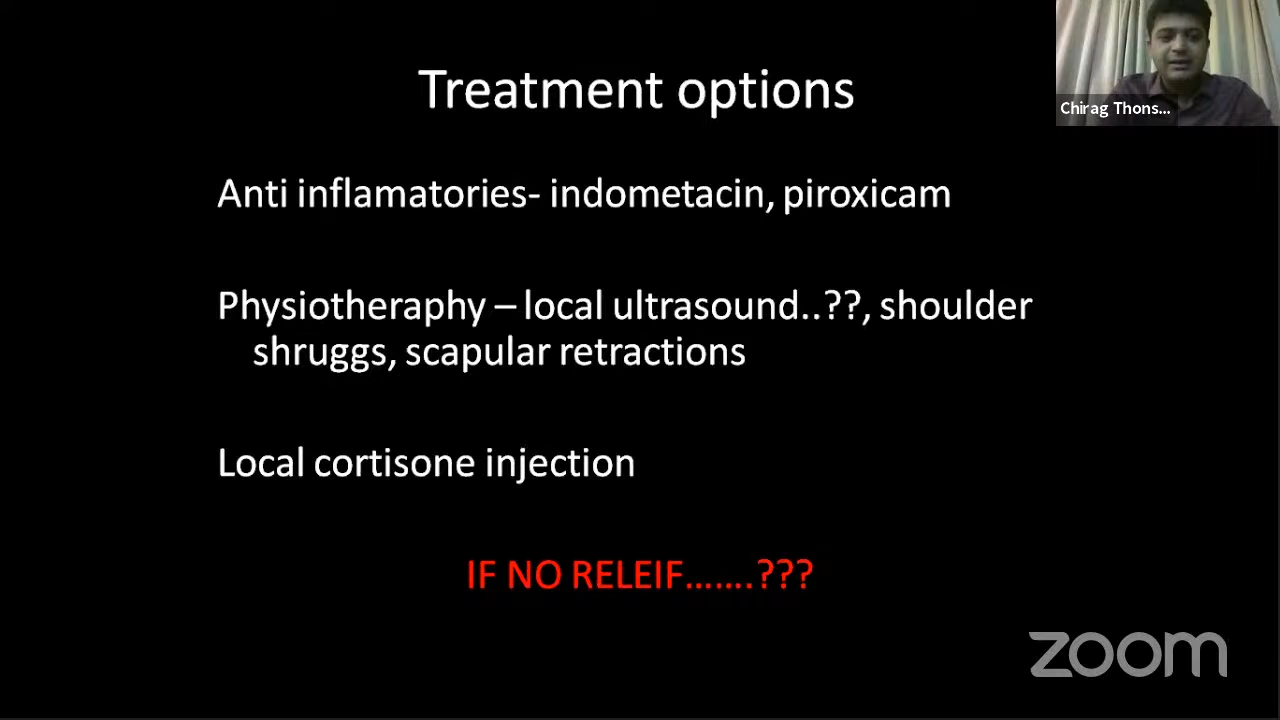 Treatment options
Chirag Thons...
Anti inflamatories- indometacin, piroxicam
Physiotheraphy – local ultrasound..??, shoulder
shruggs, scapular retractions
Local cortisone injection
IF NO RELEIF…….???
zoom